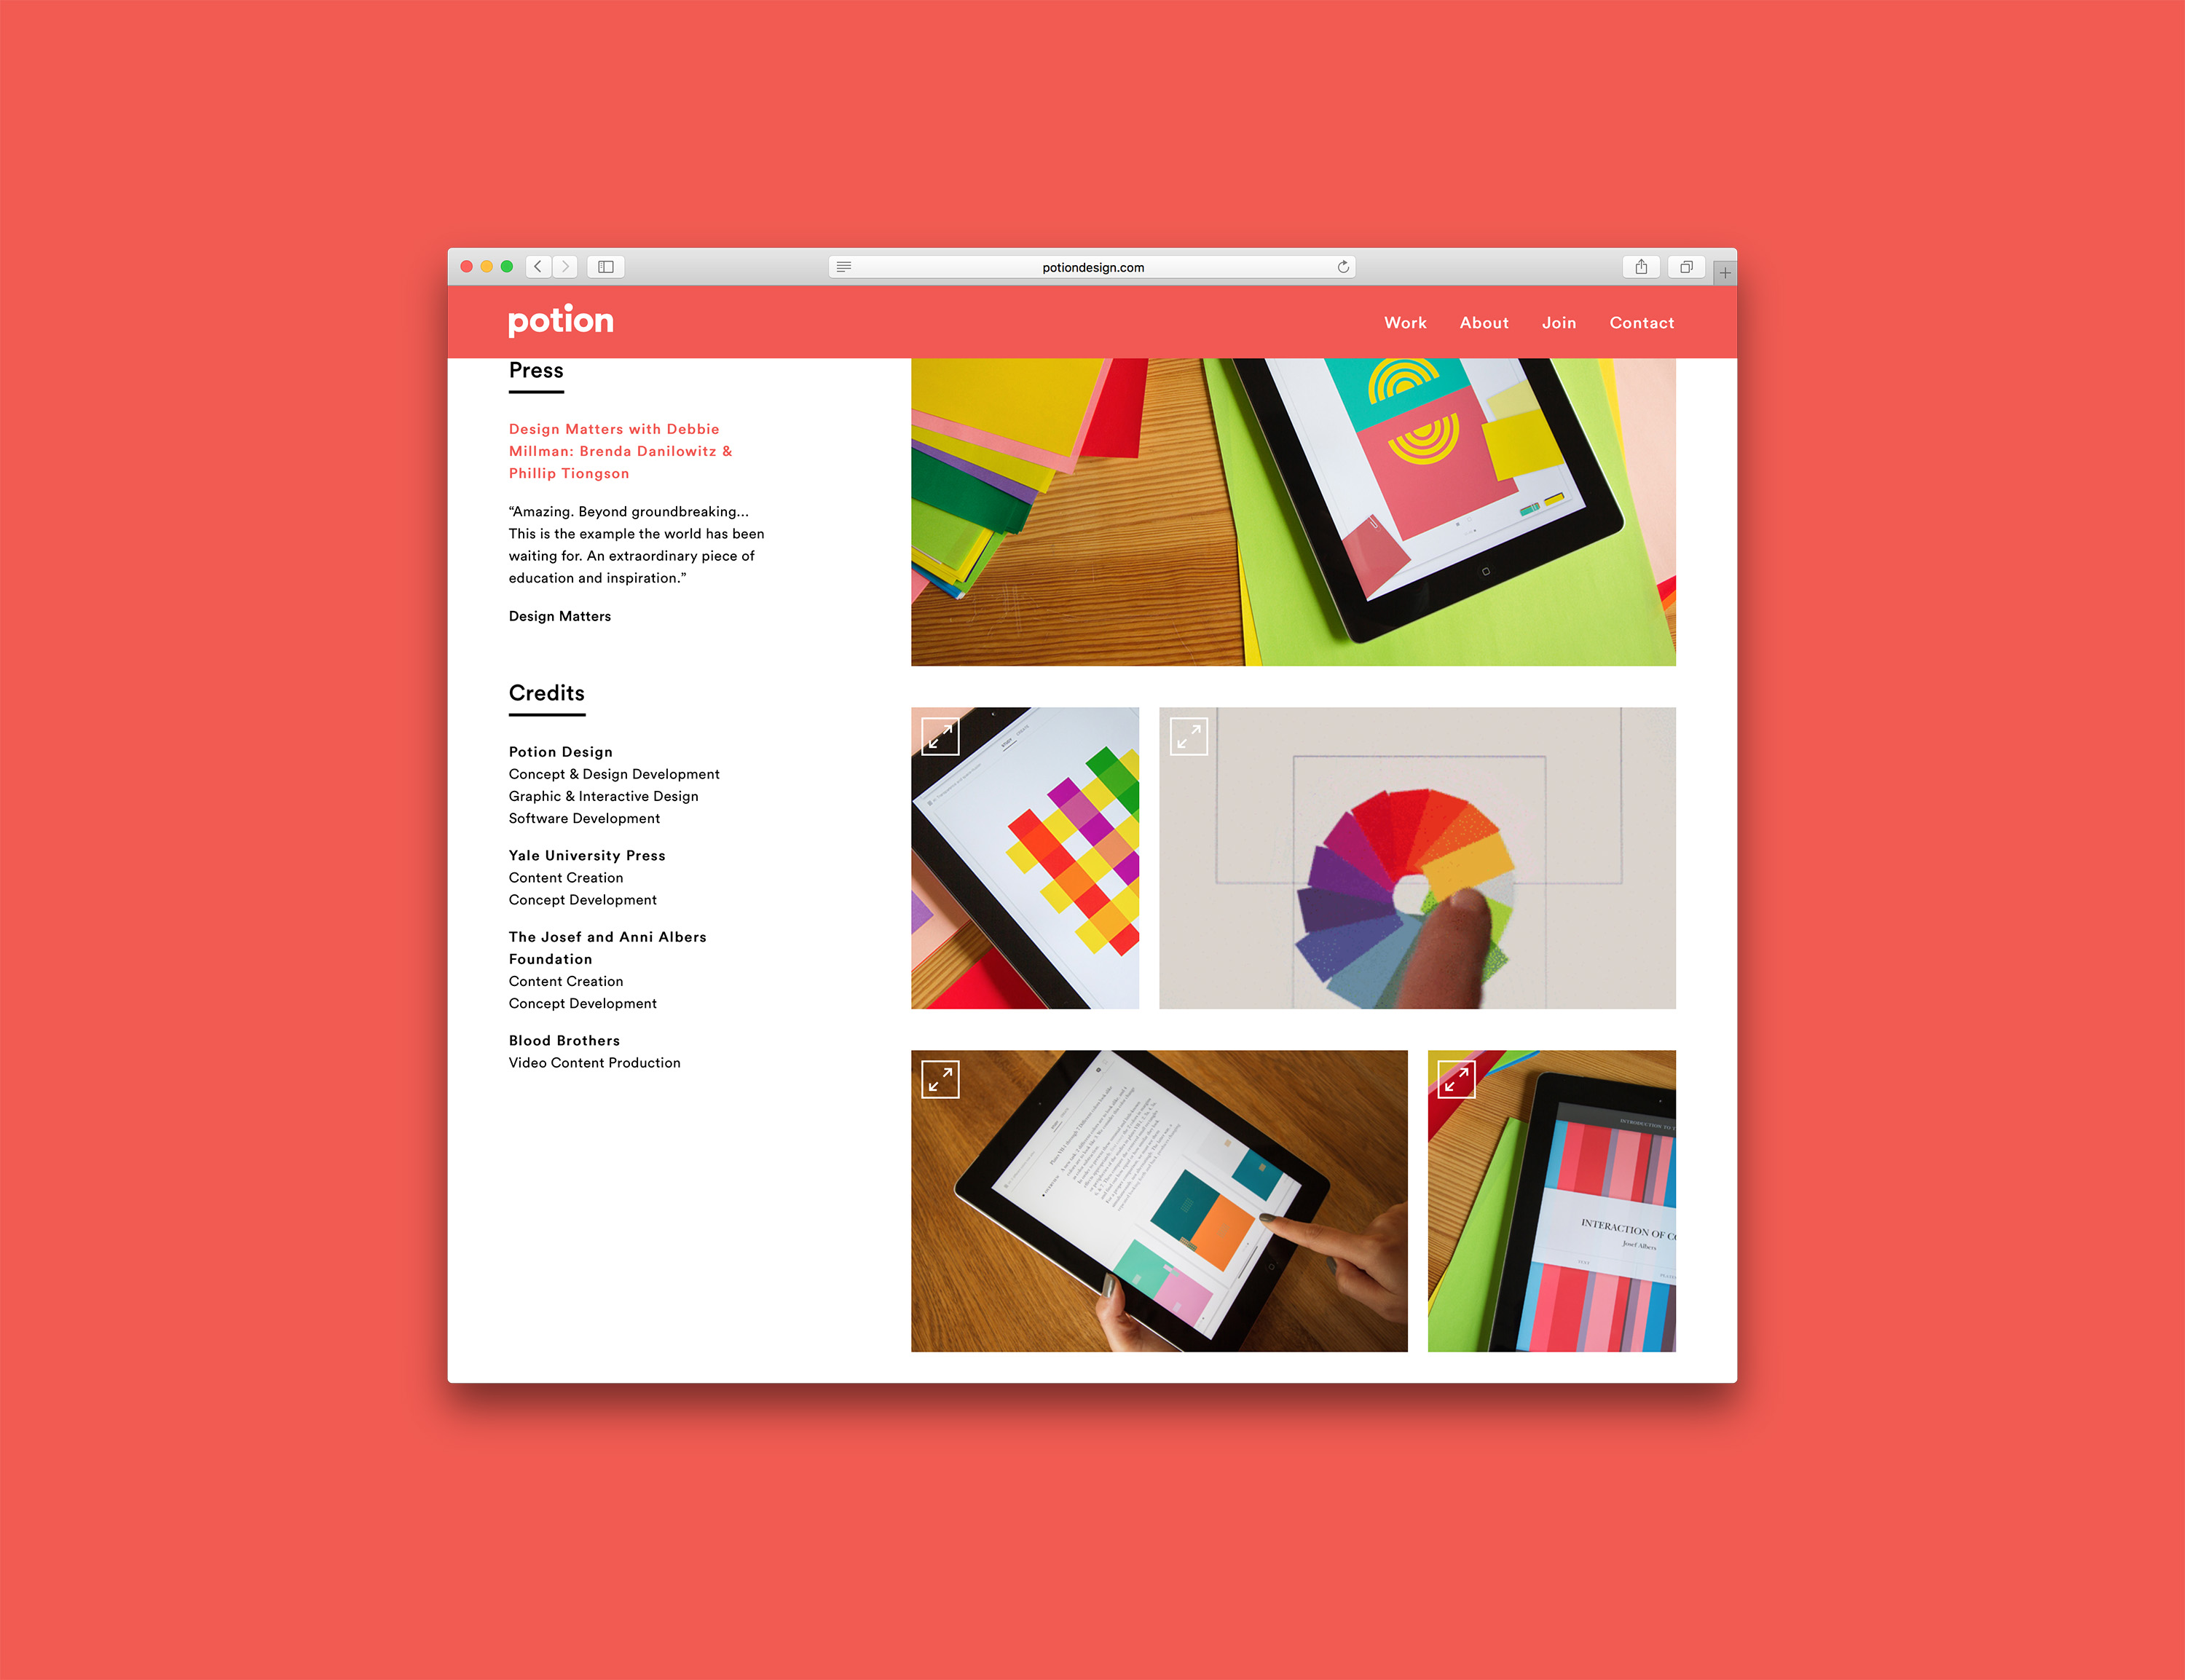 potiondesign.com
potion
Work
About
Join
Contact
Press
Design Matters with Debbie
Millman: Brenda Danilowitz &
Phillip Tiongson
“Amazing. Beyond groundbreaking...
This is the example the world has been
waiting for. An extraordinary piece of
education and inspiration.”
Design Matters
Credits
Potion Design
Concept & Design Development
Graphic & Interactive Design
Software Development
Yale University Press
Content Creation
Concept Development
The Josef and Anni Albers
Foundation
Content Creation
Concept Development
Blood Brothers
Video Content Production
INTRODUCTION TO
INTERACTION OF
Josef Albers
TEXT